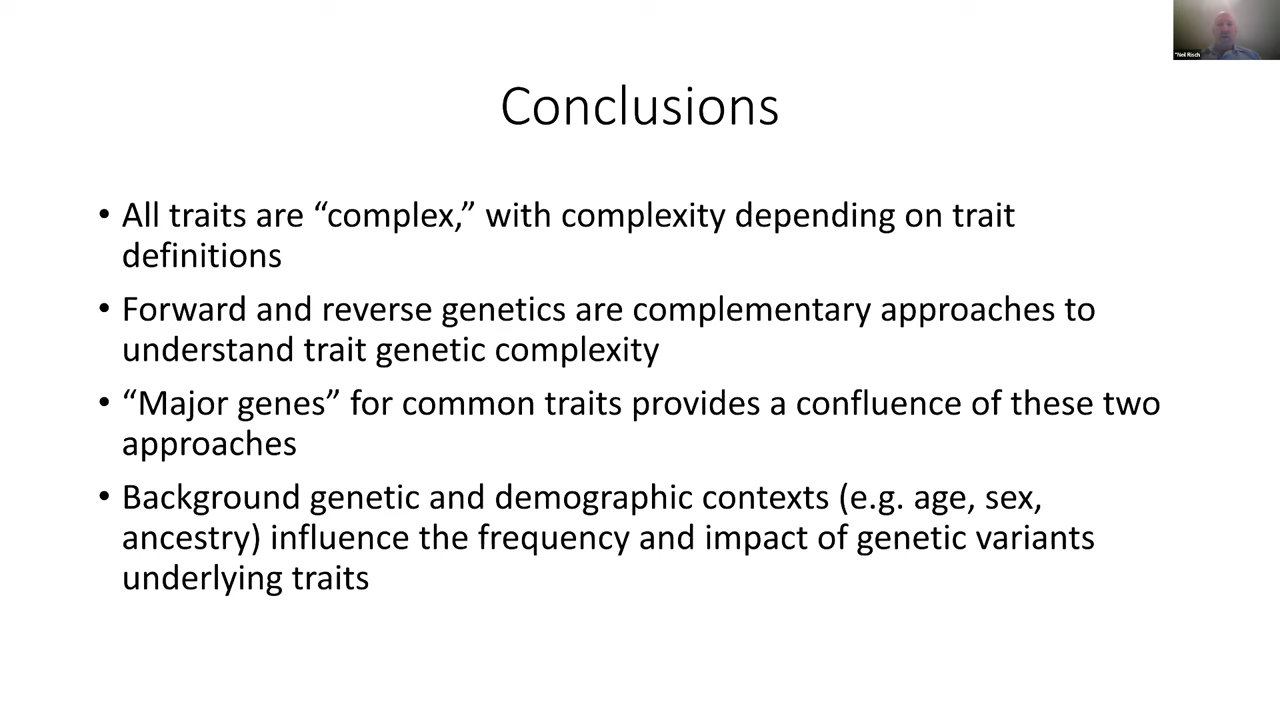 *Neil Risch
Conclusions
• All traits are “complex,” with complexity depending on trait
definitions
• Forward and reverse genetics are complementary approaches to
understand trait genetic complexity
• “Major genes” for common traits provides a confluence of these two
approaches
• Background genetic and demographic contexts (e.g. age, sex,
ancestry) influence the frequency and impact of genetic variants
underlying traits